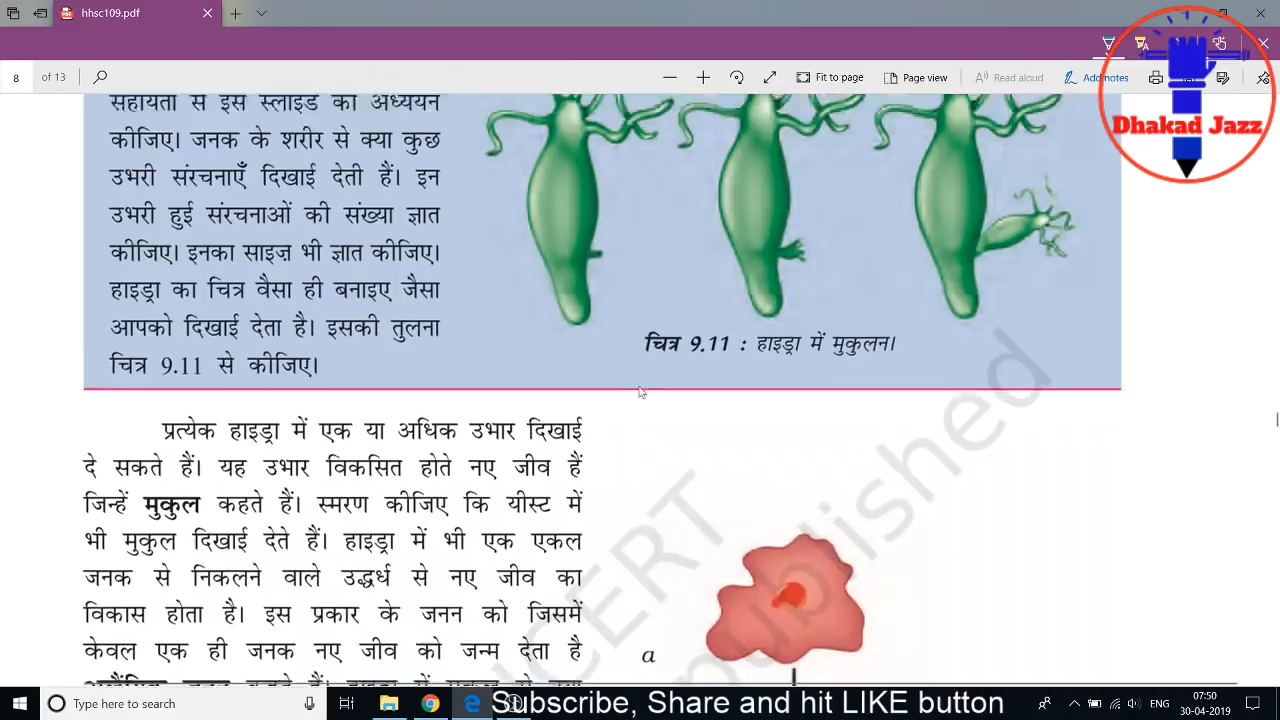 hhsc109.pdf
8 of 13
Fit to page
Page view
Read aloud
Add notes
Dhakad Jazz
सहायता से इस स्लाइड का अध्ययन
कीजिए। जनक के शरीर से क्या कुछ
उभरी संरचनाएँ दिखाई देती हैं। इन
उभरी हुई संरचनाओं की संख्या ज्ञात
कीजिए। इनका साइज़ भी ज्ञात कीजिए।
हाइड्रा का चित्र वैसा ही बनाइए जैसा
आपको दिखाई देता है। इसकी तुलना
चित्र 9.11 से कीजिए।
चित्र 9.11 : हाइड्रा में मुकुलन।
प्रत्येक हाइड्रा में एक या अधिक उभार दिखाई
दे सकते हैं। यह उभार विकसित होते नए जीव हैं
जिन्हें मुकुल कहते हैं। स्मरण कीजिए कि यीस्ट में
भी मुकुल दिखाई देते हैं। हाइड्रा में भी एक एकल
जनक से निकलने वाले उद्धर्ध से नए जीव का
विकास होता है। इस प्रकार के जनन को जिसमें
केवल एक ही जनक नए जीव को जन्म देता है
a
NCERT
published
Type here to search
Subscribe, Share and hit LIKE button
ENG
07:50
30-04-2019